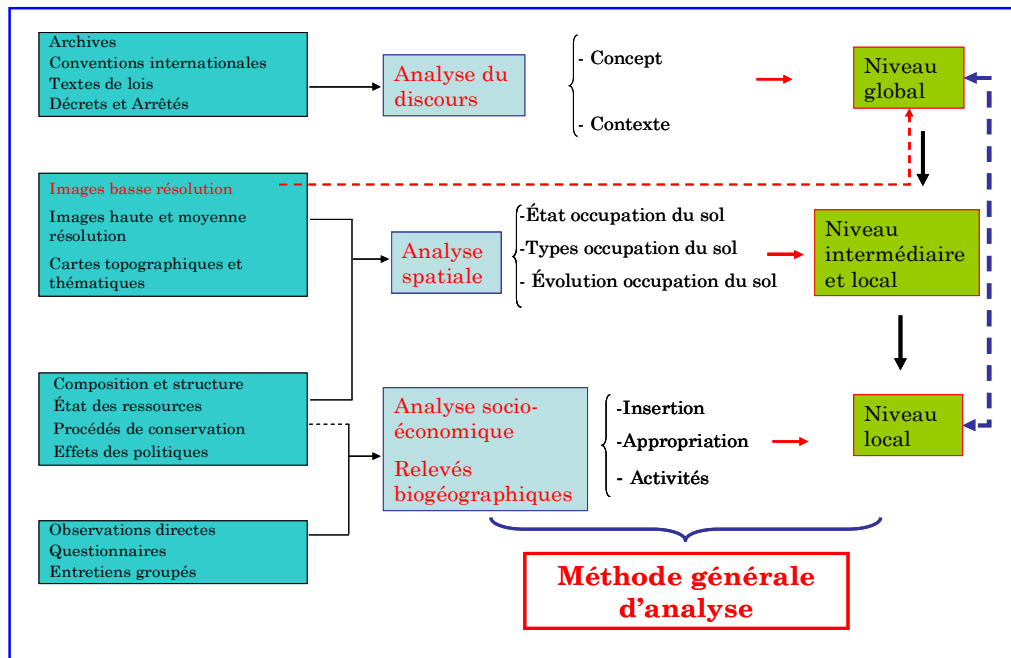 Archives
Conventions internationales
Textes de lois
Décrets et Arrêtés
Analyse du
discours
- Concept
- Contexte
Niveau
global
Images basse résolution
Images haute et moyenne
résolution
Cartes topographiques et
thématiques
Analyse
spatiale
-État occupation du sol
-Types occupation du sol
- Évolution occupation du sol
Niveau
intermédiaire
et local
Composition et structure
État des ressources
Procédés de conservation
Effets des politiques
Analyse socio-
économique
Relevés
biogéographiques
-Insertion
-Appropriation
- Activités
Niveau
local
Observations directes
Questionnaires
Entretiens groupés
Méthode générale
d'analyse